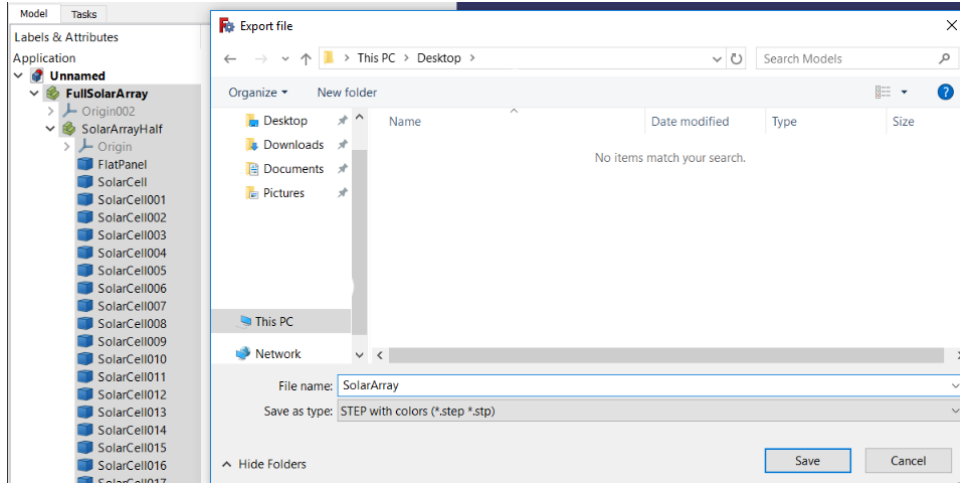 Model Tasks
Labels & Attributes
Application
Unnamed
FullSolarArray
Origin002
SolarArrayHalf
Origin
FlatPanel
SolarCell
SolarCell001
SolarCell002
SolarCell003
SolarCell004
SolarCell005
SolarCell006
SolarCell007
SolarCell008
SolarCell009
SolarCell010
SolarCell011
SolarCell012
SolarCell013
SolarCell014
SolarCell015
SolarCell016
SolarCell017
Export file
This PC > Desktop >
Search Models
Organize
New folder
Desktop
Downloads
Documents
Pictures
This PC
Network
Name Date modified Type Size
No items match your search.
File name: SolarArray
Save as type: STEP with colors (*.step *.stp)
Hide Folders
Save
Cancel